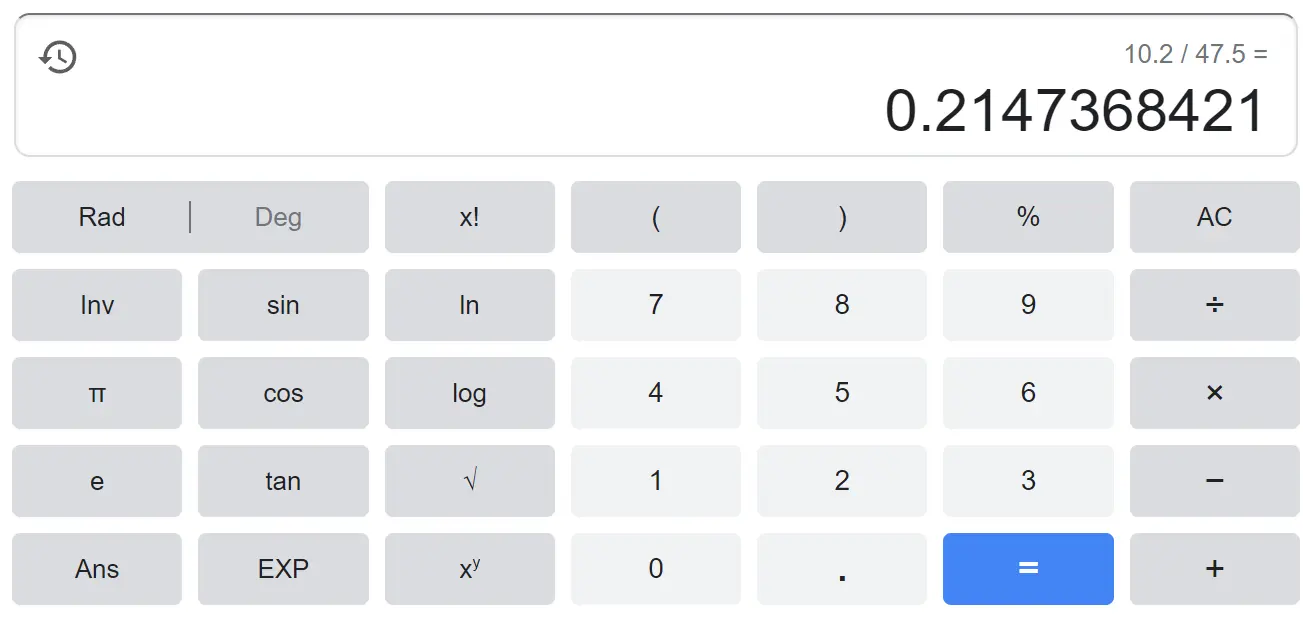 10.2 / 47.5 =
0.2147368421
Rad | Deg x! ( ) % AC
Inv sin ln 7 8 9 ÷
π cos log 4 5 6 ×
e tan √ 1 2 3 −
Ans EXP xʸ 0 . = +